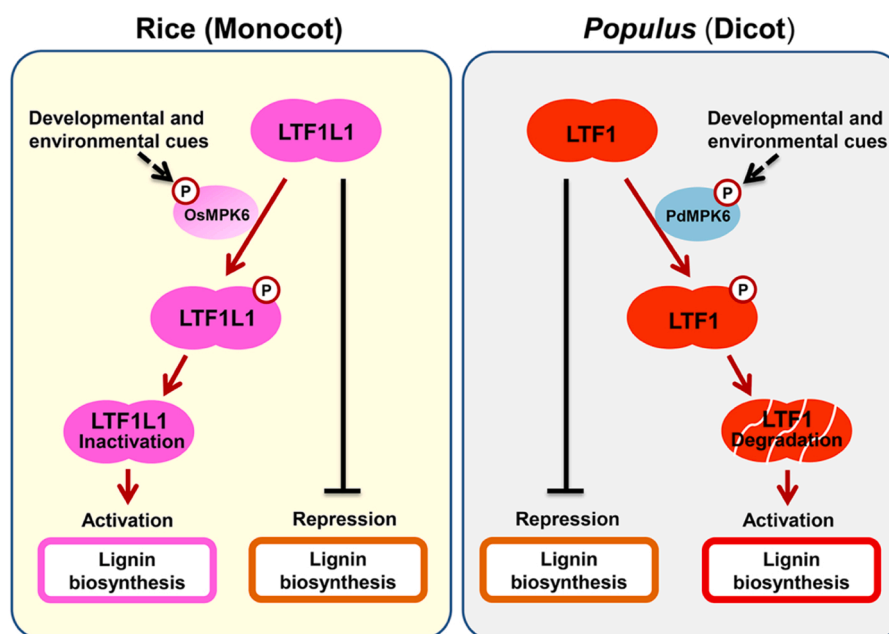 Rice (Monocot)
Developmental and
environmental cues
LTF1L1
P
OsMPK6
P
LTF1L1
LTF1L1
Inactivation
Activation
Repression
Lignin
biosynthesis
Lignin
biosynthesis
Populus (Dicot)
LTF1
Developmental and
environmental cues
P
PdMPK6
P
LTF1
LTF1
Degradation
Repression
Activation
Lignin
biosynthesis
Lignin
biosynthesis